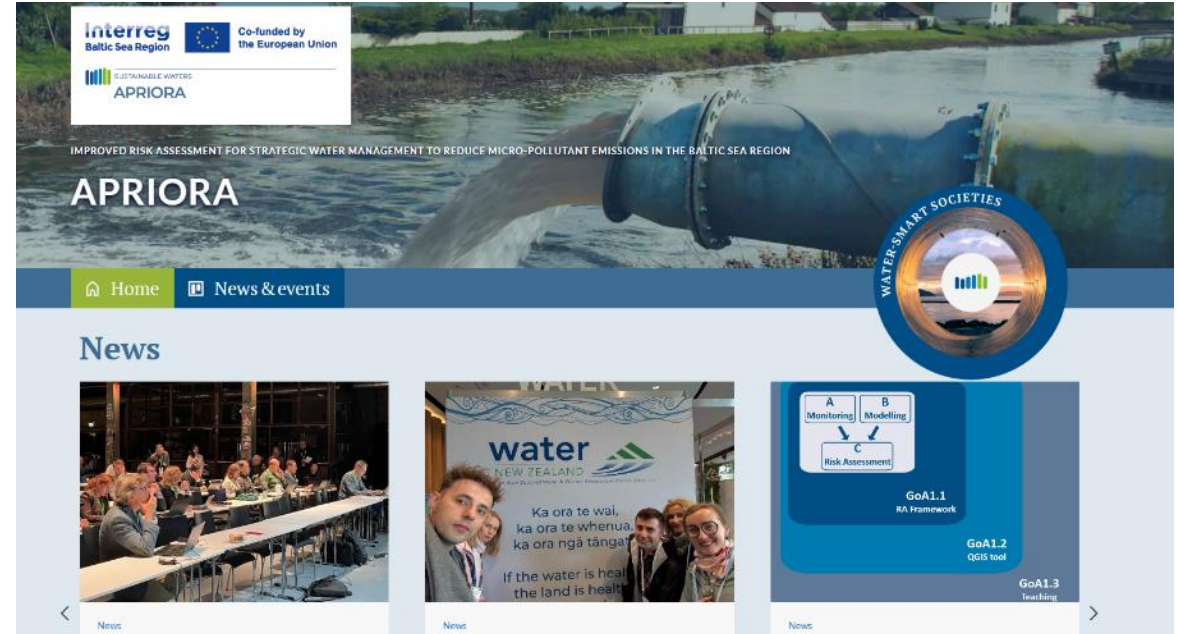 Interreg
Baltic Sea Region
Co-funded by
the European Union
SUSTAINABLE WATERS
APRIORA
IMPROVED RISK ASSESSMENT FOR STRATEGIC WATER MANAGEMENT TO REDUCE MICRO-POLLUTANT EMISSIONS IN THE BALTIC SEA REGION
APRIORA
WATER-SMART SOCIETIES
Home
News & events
News
WATER
water
NEW ZEALAND
Ka ora te wai,
ka ora te whenua,
ka ora ngā
If the water is
the land is
A
Monitoring
B
Modelling
C
Risk Assessment
GoA1.1
RA Framework
GoA1.2
QGIS tool
GoA1.3
Teaching
News
News
News